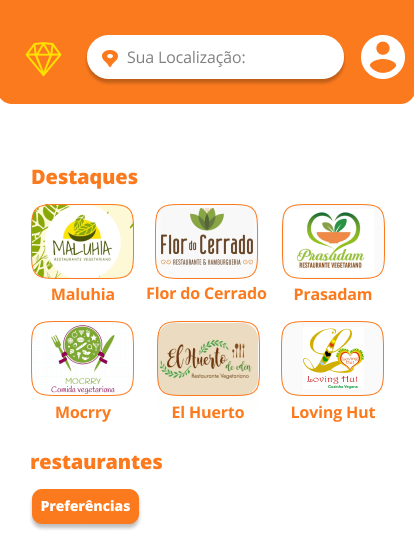 Sua Localização:
Destaques
MALUHIA
RESTAURANTE VEGETARIANO
Flor do Cerrado
RESTAURANTE & HAMBURGUERIA
Prasadam
RESTAURANTE VEGETARIANO
Maluhia
Flor do Cerrado
Prasadam
MOCRRY
Comida vegetariana
El Huerto
de edén
Restaurante Vegetariano
Loving Hut
Cozinha Vegana
Mocrry
El Huerto
Loving Hut
restaurantes
Preferências